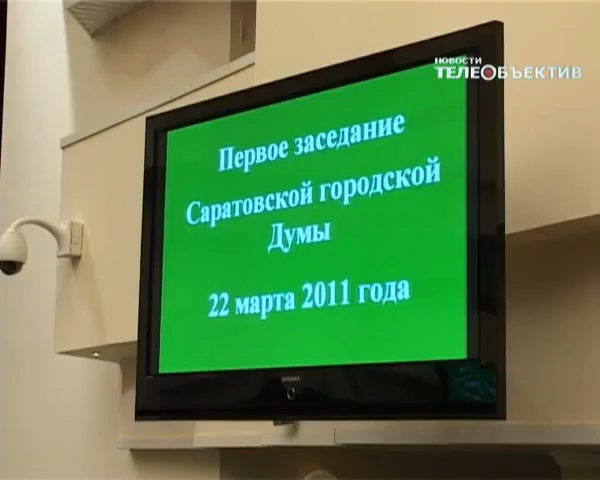 НОВОСТИ
ТЕЛЕОБЪЕКТИВ
Первое заседание
Саратовской городской
Думы
22 марта 2011 года